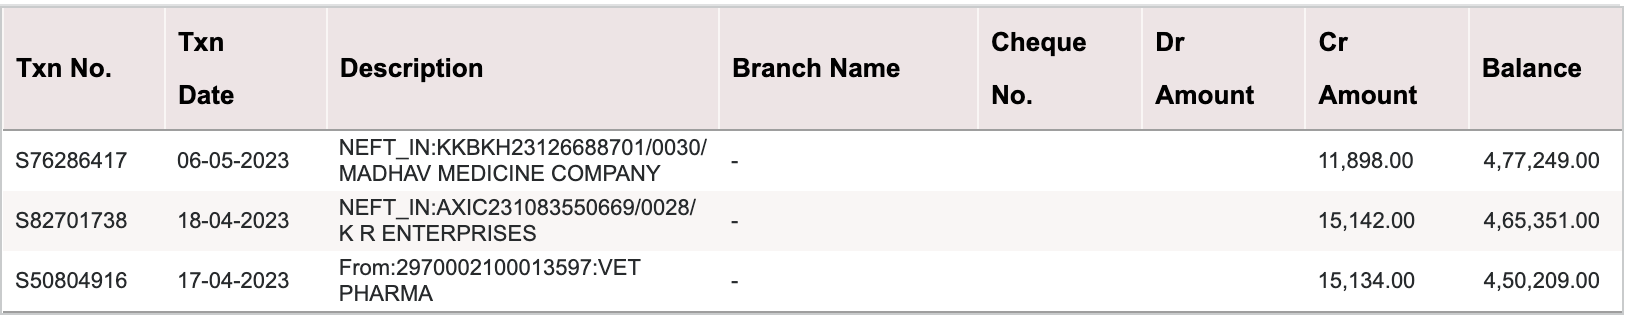 Txn No. Txn Date Description Branch Name Cheque No. Dr Amount Cr Amount Balance
S76286417 06-05-2023 NEFT_IN:KKBKH23126688701/0030/ - 11,898.00 4,77,249.00
MADHAV MEDICINE COMPANY
S82701738 18-04-2023 NEFT_IN:AXIC231083550669/0028/ - 15,142.00 4,65,351.00
K R ENTERPRISES
S50804916 17-04-2023 From:2970002100013597:VET - 15,134.00 4,50,209.00
PHARMA